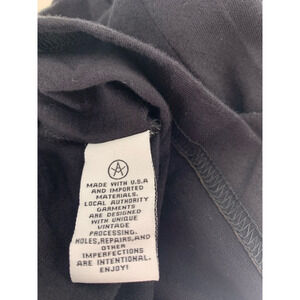 MADE WITH U.S.A
AND IMPORTED
MATERIALS.
LOCAL AUTHORITY
GARMENTS
ARE DESIGNED
WITH UNIQUE
VINTAGE
PROCESSING.
HOLES,REPAIRS,AND
OTHER
IMPERFECTIONS
ARE INTENTIONAL.
ENJOY!